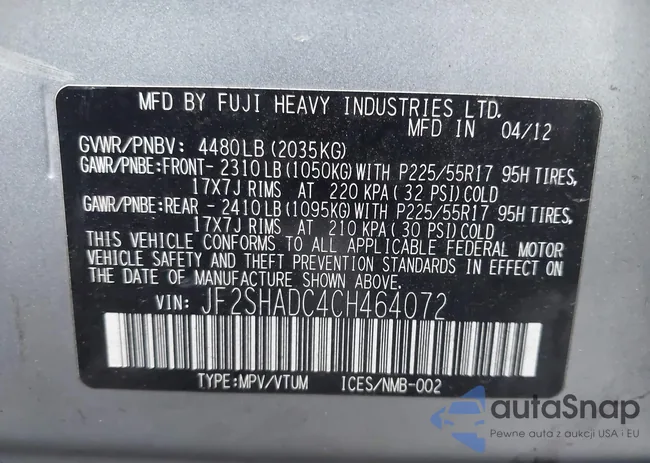 MFD BY FUJI HEAVY INDUSTRIES LTD.
MFD IN 04/12
GVWR/PNBV: 4480LB(2035KG)
GAWR/PNBE:FRONT- 2310LB(1050KG)WITH P225/55R17 95H TIRES,
17X7J RIMS AT 220 KPA(32 PSI)COLD
GAWR/PNBE:REAR - 2410LB(1095KG)WITH P225/55R17 95H TIRES,
17X7J RIMS AT 210 KPA(30 PSI)COLD
THIS VEHICLE CONFORMS TO ALL APPLICABLE FEDERAL MOTOR
VEHICLE SAFETY AND THEFT PREVENTION STANDARDS IN EFFECT ON
THE DATE OF MANUFACTURE SHOWN ABOVE.
VIN: JF2SHADC4CH464072
TYPE:MPV/VTUM ICES/NMB-002
autaSnap
Pewne auta z aukcji USA i EU